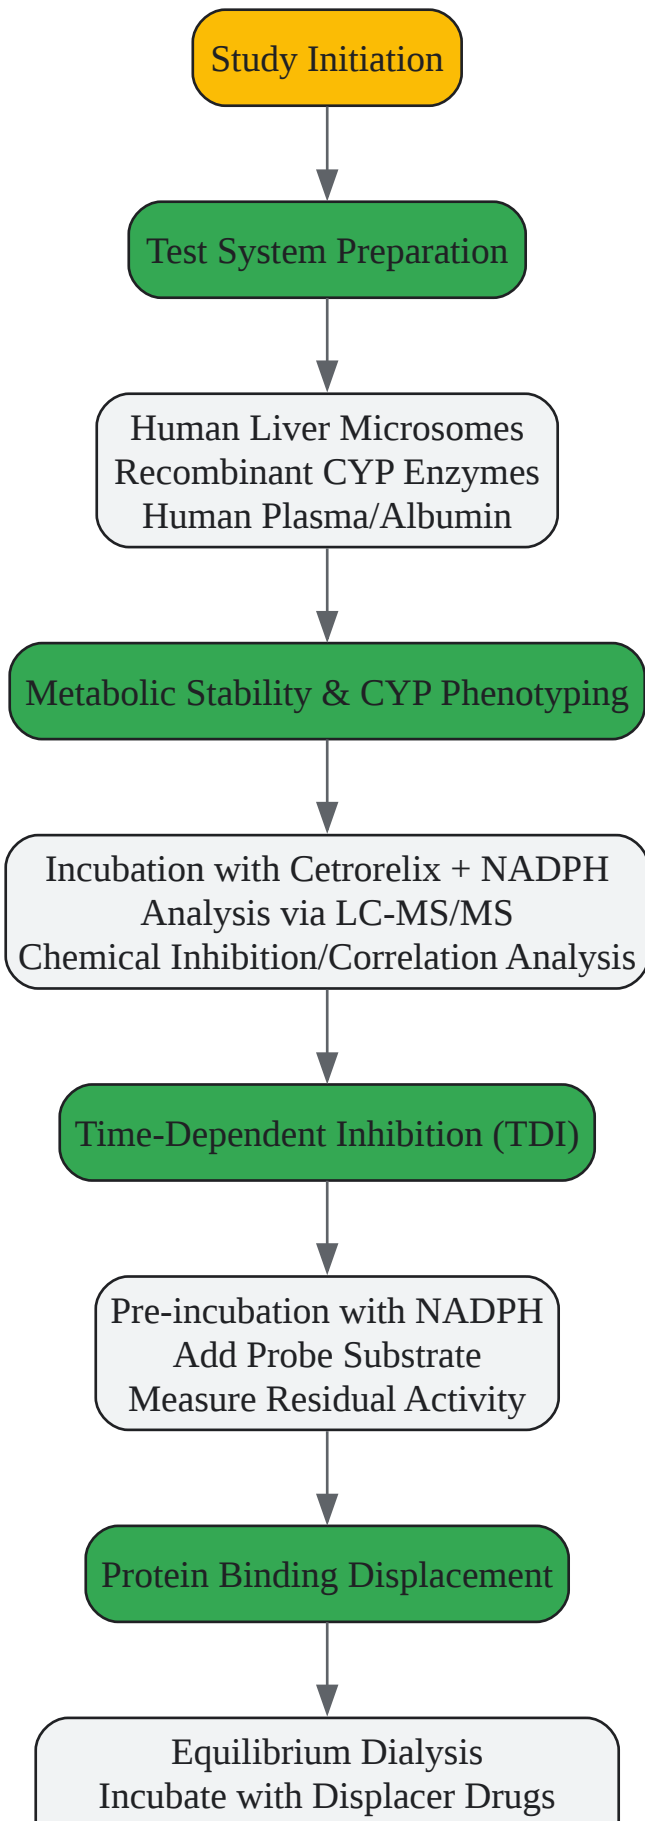 Study Initiation
Test System Preparation
Human Liver Microsomes
Recombinant CYP Enzymes
Human Plasma/Albumin
Metabolic Stability & CYP Phenotyping
Incubation with Cetrorelix + NADPH
Analysis via LC-MS/MS
Chemical Inhibition/Correlation Analysis
Time-Dependent Inhibition (TDI)
Pre-incubation with NADPH
Add Probe Substrate
Measure Residual Activity
Protein Binding Displacement
Equilibrium Dialysis
Incubate with Displacer Drugs